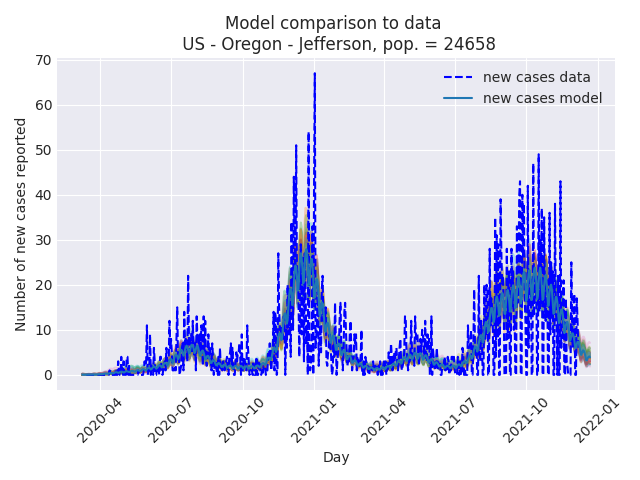 Model comparison to data
US - Oregon - Jefferson, pop. = 24658
Number of new cases reported
70
60
50
40
30
20
10
0
new cases data
new cases model
2020-04
2020-07
2020-10
2021-01
2021-04
2021-07
2021-10
2022-01
Day